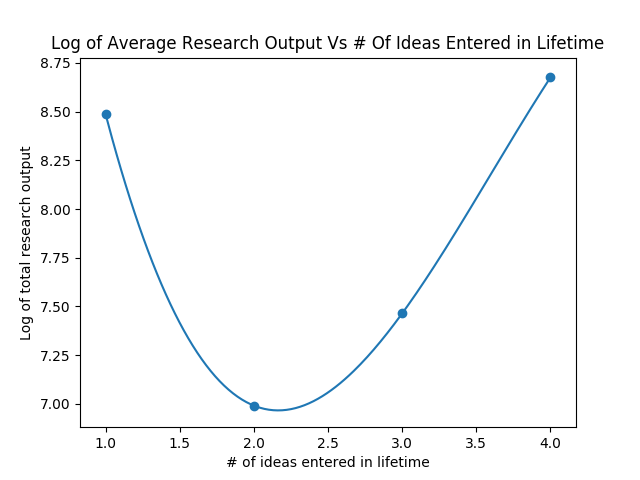 Log of Average Research Output Vs # Of Ideas Entered in Lifetime
8.75
8.50
8.25
8.00
7.75
7.50
7.25
7.00
Log of total research output
1.0 1.5 2.0 2.5 3.0 3.5 4.0
# of ideas entered in lifetime